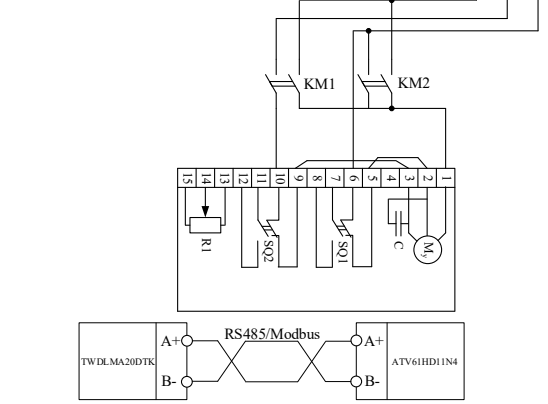 KM1
KM2
15 14 13 12 11 10 9 8 7 6 5 4 3 2 1
R1
SQ2
SQ1
C
Mу
RS485/Modbus
A+
A+
TWDLMA20DTK
ATV61HD11N4
B-
B-